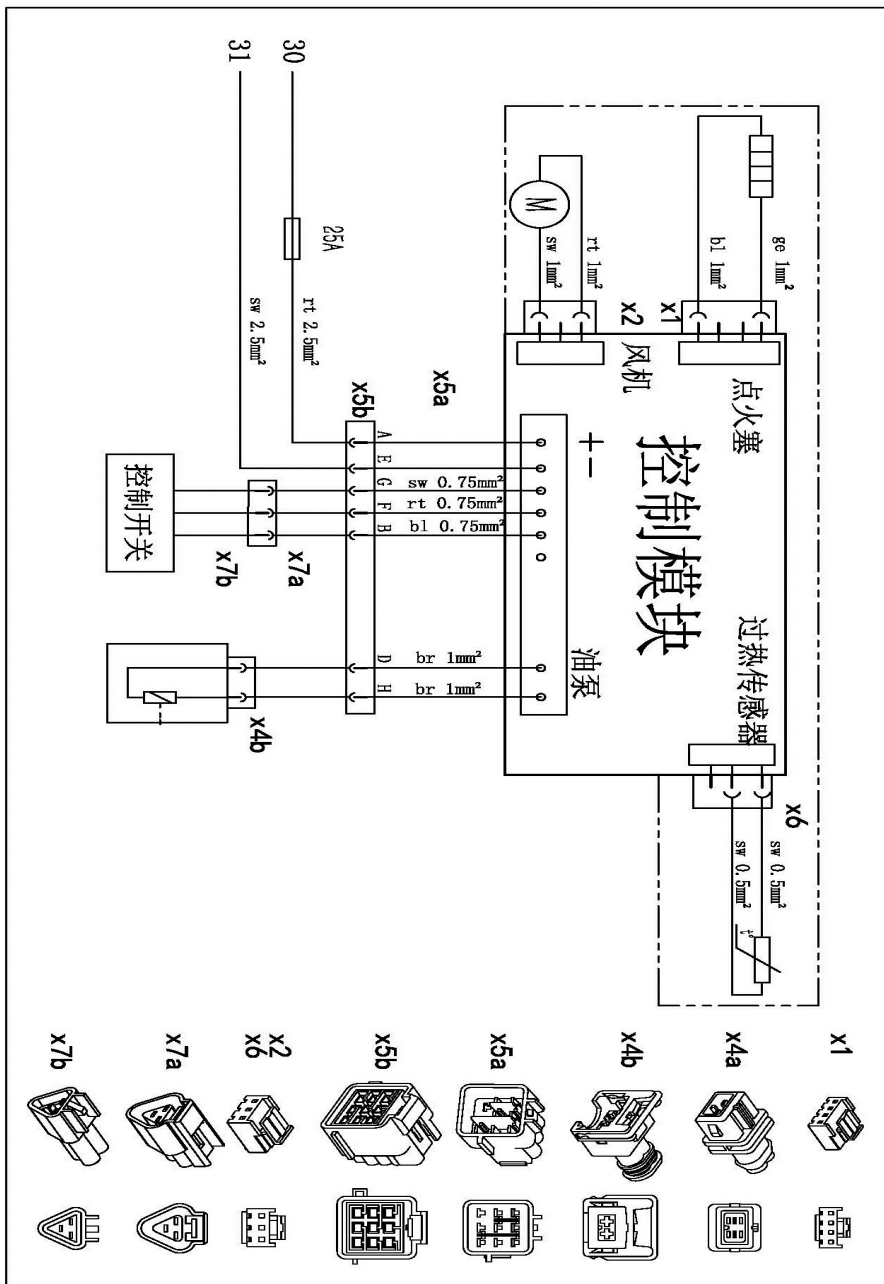 30
31
25A
rt 2.5mm²
sw 2.5mm²
M
sw 1mm²
rt 1mm²
bl 1mm²
ge 1mm²
x2
x1
风机
点火塞
控制模块
过热传感器
油泵
+
-
x5a
x5b
A
E
G
F
B
D
H
sw 0.75mm²
rt 0.75mm²
bl 0.75mm²
br 1mm²
br 1mm²
控制开关
x7b
x7a
x4b
x6
sw 0.5mm²
sw 0.5mm²
t°
x1
x4a
x4b
x5a
x5b
x2
x6
x7a
x7b